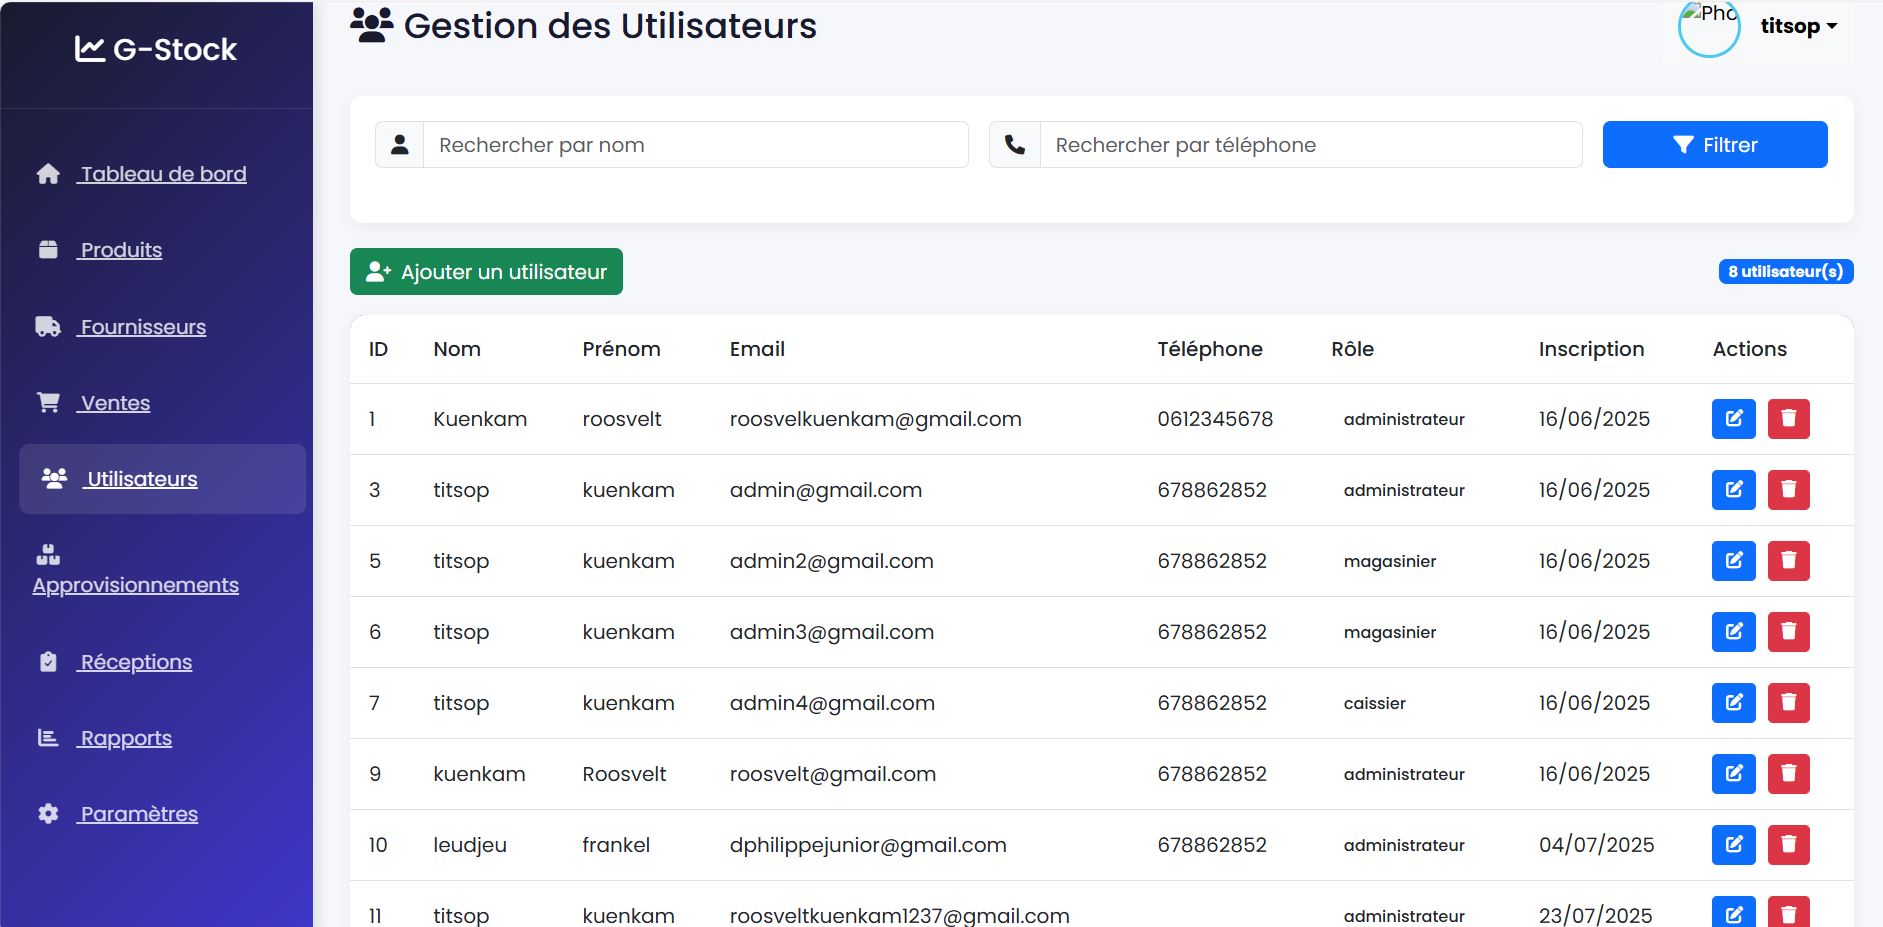 G-Stock
Tableau de bord
Produits
Fournisseurs
Ventes
Utilisateurs
Approvisionnements
Réceptions
Rapports
Paramètres
Gestion des Utilisateurs
Pho
titsop
Rechercher par nom
Rechercher par téléphone
Filtrer
Ajouter un utilisateur
8 utilisateur(s)
ID Nom Prénom Email Téléphone Rôle Inscription Actions
1 Kuenkam roosvelt roosvelkuenkam@gmail.com 0612345678 administrateur 16/06/2025
3 titsop kuenkam admin@gmail.com 678862852 administrateur 16/06/2025
5 titsop kuenkam admin2@gmail.com 678862852 magasinier 16/06/2025
6 titsop kuenkam admin3@gmail.com 678862852 magasinier 16/06/2025
7 titsop kuenkam admin4@gmail.com 678862852 caissier 16/06/2025
9 kuenkam Roosvelt roosvelt@gmail.com 678862852 administrateur 16/06/2025
10 leudjeu frankel dphilippejunior@gmail.com 678862852 administrateur 04/07/2025
11 titsop kuenkam roosveltkuenkam1237@gmail.com administrateur 23/07/2025